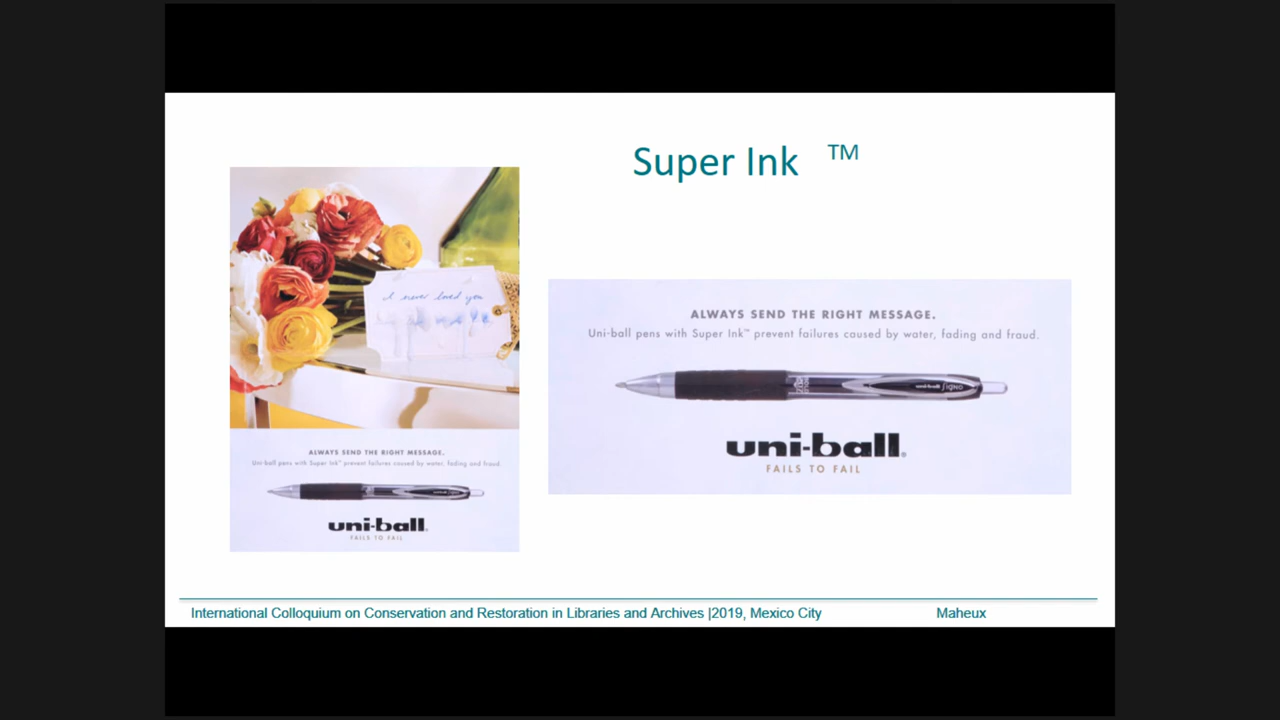 Super Ink ™
I never loved you
ALWAYS SEND THE RIGHT MESSAGE.
Uni-ball pens with Super Ink™ prevent failures caused by water, fading and fraud.
uni-ball
FAILS TO FAIL
ALWAYS SEND THE RIGHT MESSAGE.
Uni-ball pens with Super Ink™ prevent failures caused by water, fading and fraud.
uni-ball Signo
uni-ball®
FAILS TO FAIL
International Colloquium on Conservation and Restoration in Libraries and Archives |2019, Mexico City
Maheux